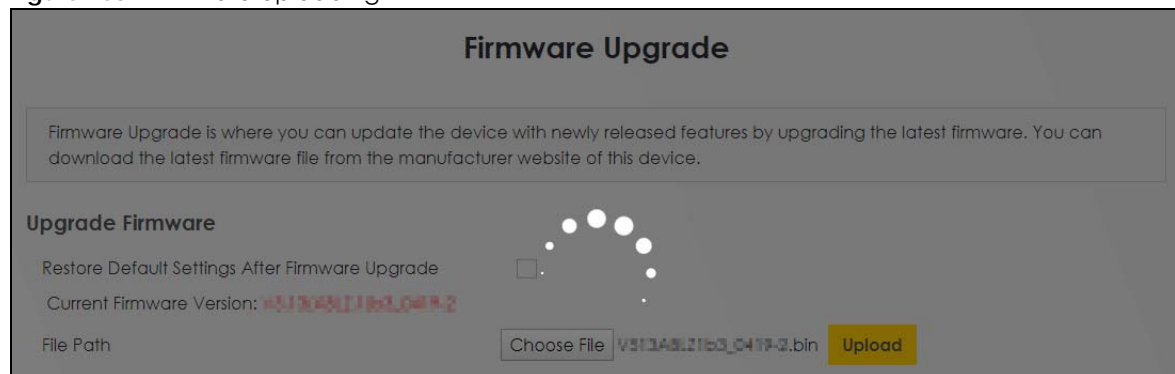 Firmware Upgrade
Firmware Upgrade is where you can update the device with newly released features by upgrading the latest firmware. You can
download the latest firmware file from the manufacturer website of this device.
Upgrade Firmware
Restore Default Settings After Firmware Upgrade
Current Firmware Version:
File Path
Choose File
.bin
Upload